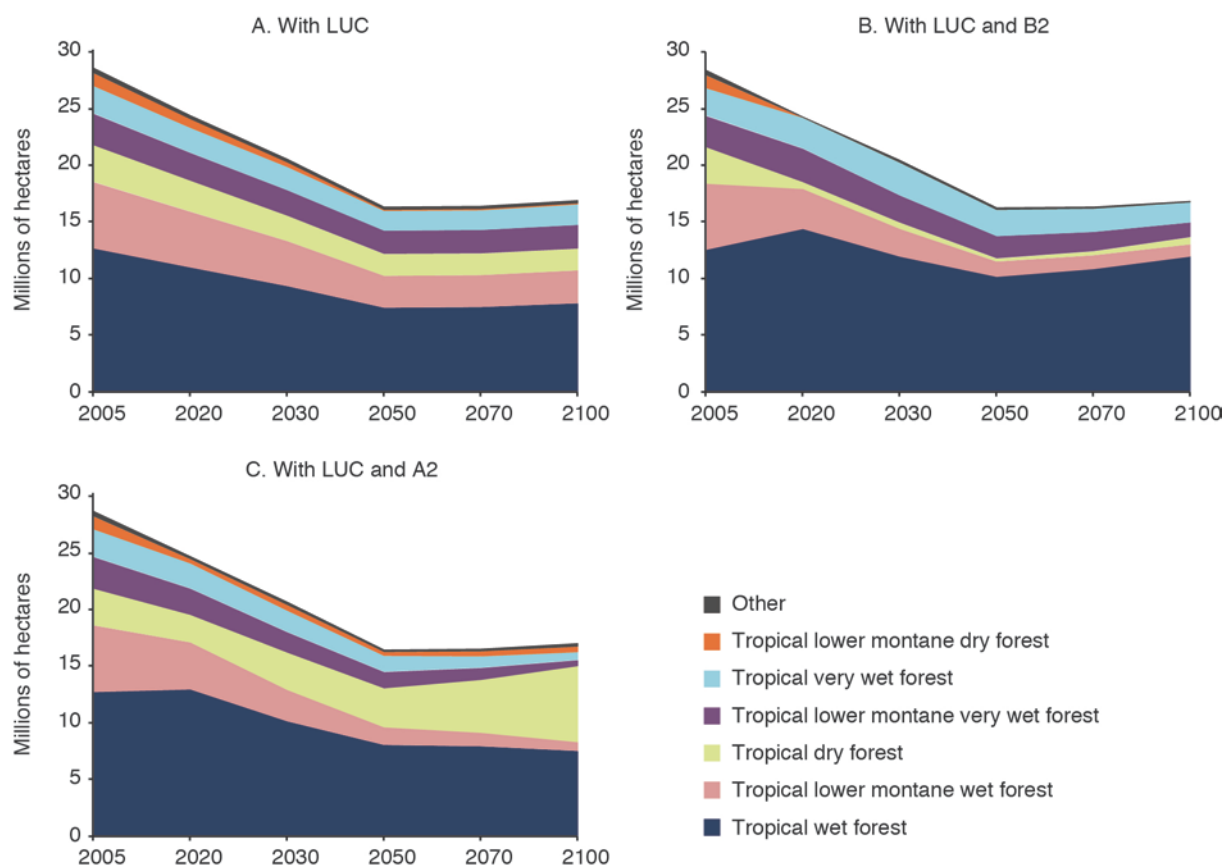 A. With LUC
Millions of hectares
30
25
20
15
10
5
0
2005 2020 2030 2050 2070 2100
B. With LUC and B2
Millions of hectares
30
25
20
15
10
5
0
2005 2020 2030 2050 2070 2100
C. With LUC and A2
Millions of hectares
30
25
20
15
10
5
0
2005 2020 2030 2050 2070 2100
Other
Tropical lower montane dry forest
Tropical very wet forest
Tropical lower montane very wet forest
Tropical dry forest
Tropical lower montane wet forest
Tropical wet forest